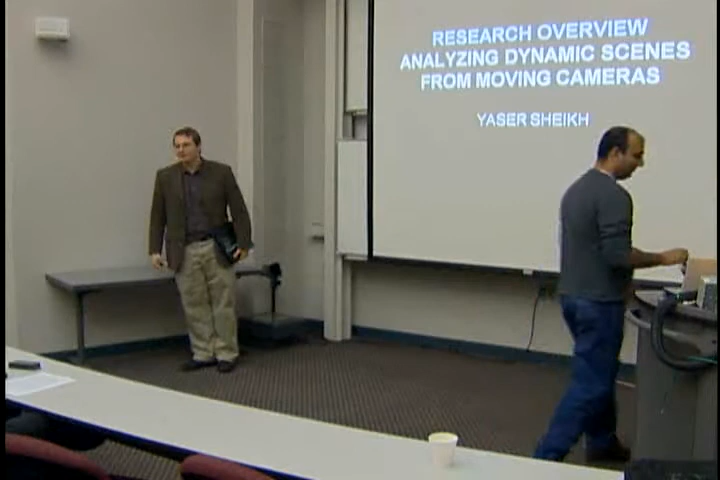 RESEARCH OVERVIEW
ANALYZING DYNAMIC SCENES
FROM MOVING CAMERAS
YASER SHEIKH